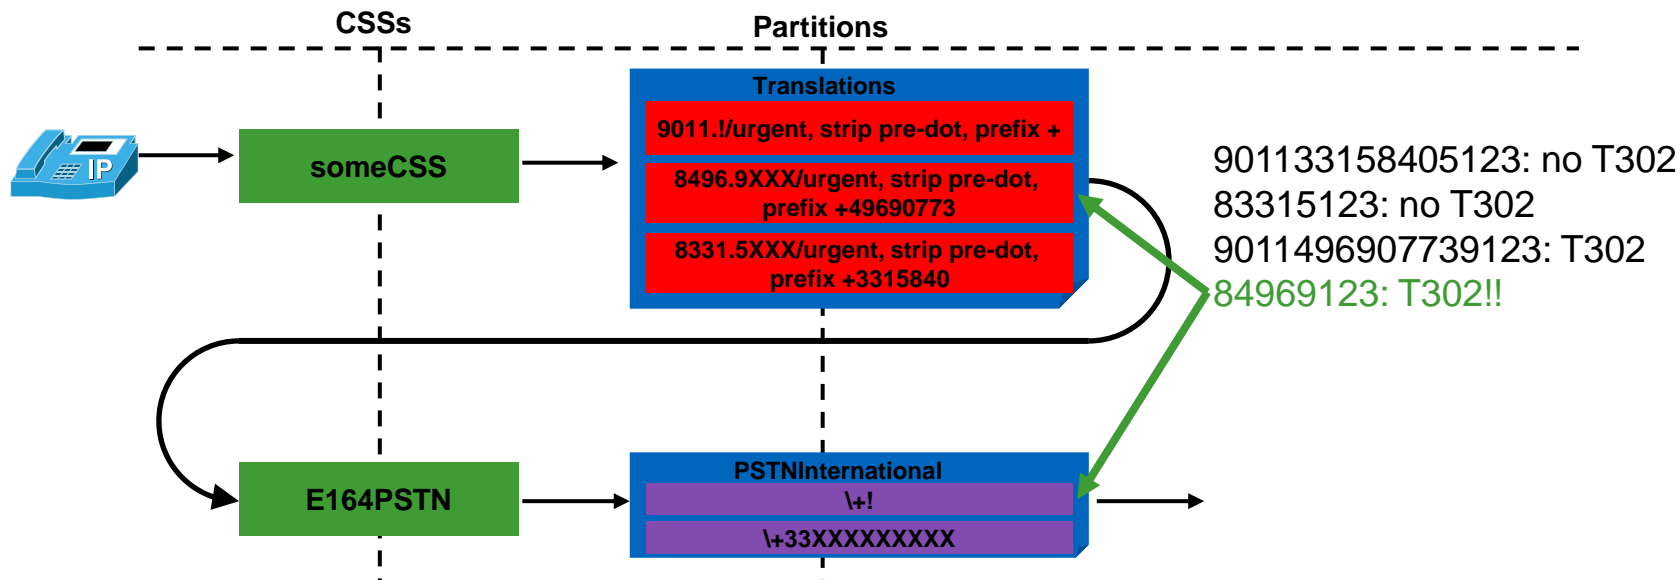 CSSs
Partitions
Translations
9011.!/urgent, strip pre-dot, prefix +
IP
someCSS
8496.9XXX/urgent, strip pre-dot,
prefix +49690773
8331.5XXX/urgent, strip pre-dot,
prefix +3315840
901133158405123: no T302
83315123: no T302
9011496907739123: T302
84969123: T302!!
PSTNInternational
E164PSTN
\+!
\+33XXXXXXXXX